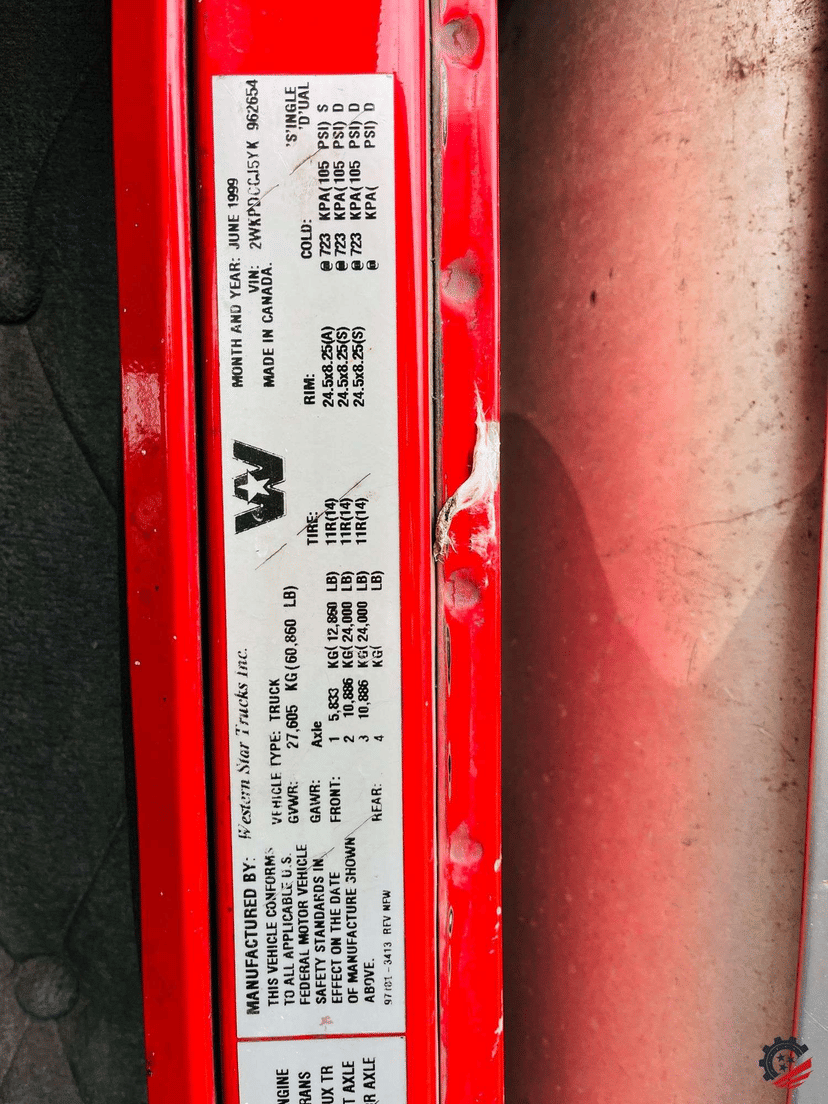 MANUFACTURED BY: Western Star Trucks Inc.
THIS VEHICLE CONFORMS
TO ALL APPLICABLE U.S.
FEDERAL MOTOR VEHICLE
SAFETY STANDARDS IN
EFFECT ON THE DATE
OF MANUFACTURE SHOWN
ABOVE.
97101-3413 REV NFW
VEHICLE TYPE: TRUCK
GVWR: 27,605 KG(60,860 LB)
GAWR: Axle TIRE: RIM: COLD: 'S'INGLE 'D'UAL
FRONT: 1 5,833 KG(12,860 LB) 11R(14) 24.5x8.25(A) @ 723 KPA(105 PSI) S
2 10,886 KG(24,000 LB) 11R(14) 24.5x8.25(S) @ 723 KPA(105 PSI) D
3 10,886 KG(24,000 LB) 11R(14) 24.5x8.25(S) @ 723 KPA(105 PSI) D
REAR: 4 KG( LB) @ KPA( PSI) D
W
MONTH AND YEAR: JUNE 1999
VIN: 2WKPDCCJ5YK 962654
MADE IN CANADA.
NGINE
RANS
UX TR
T AXLE
R AXLE